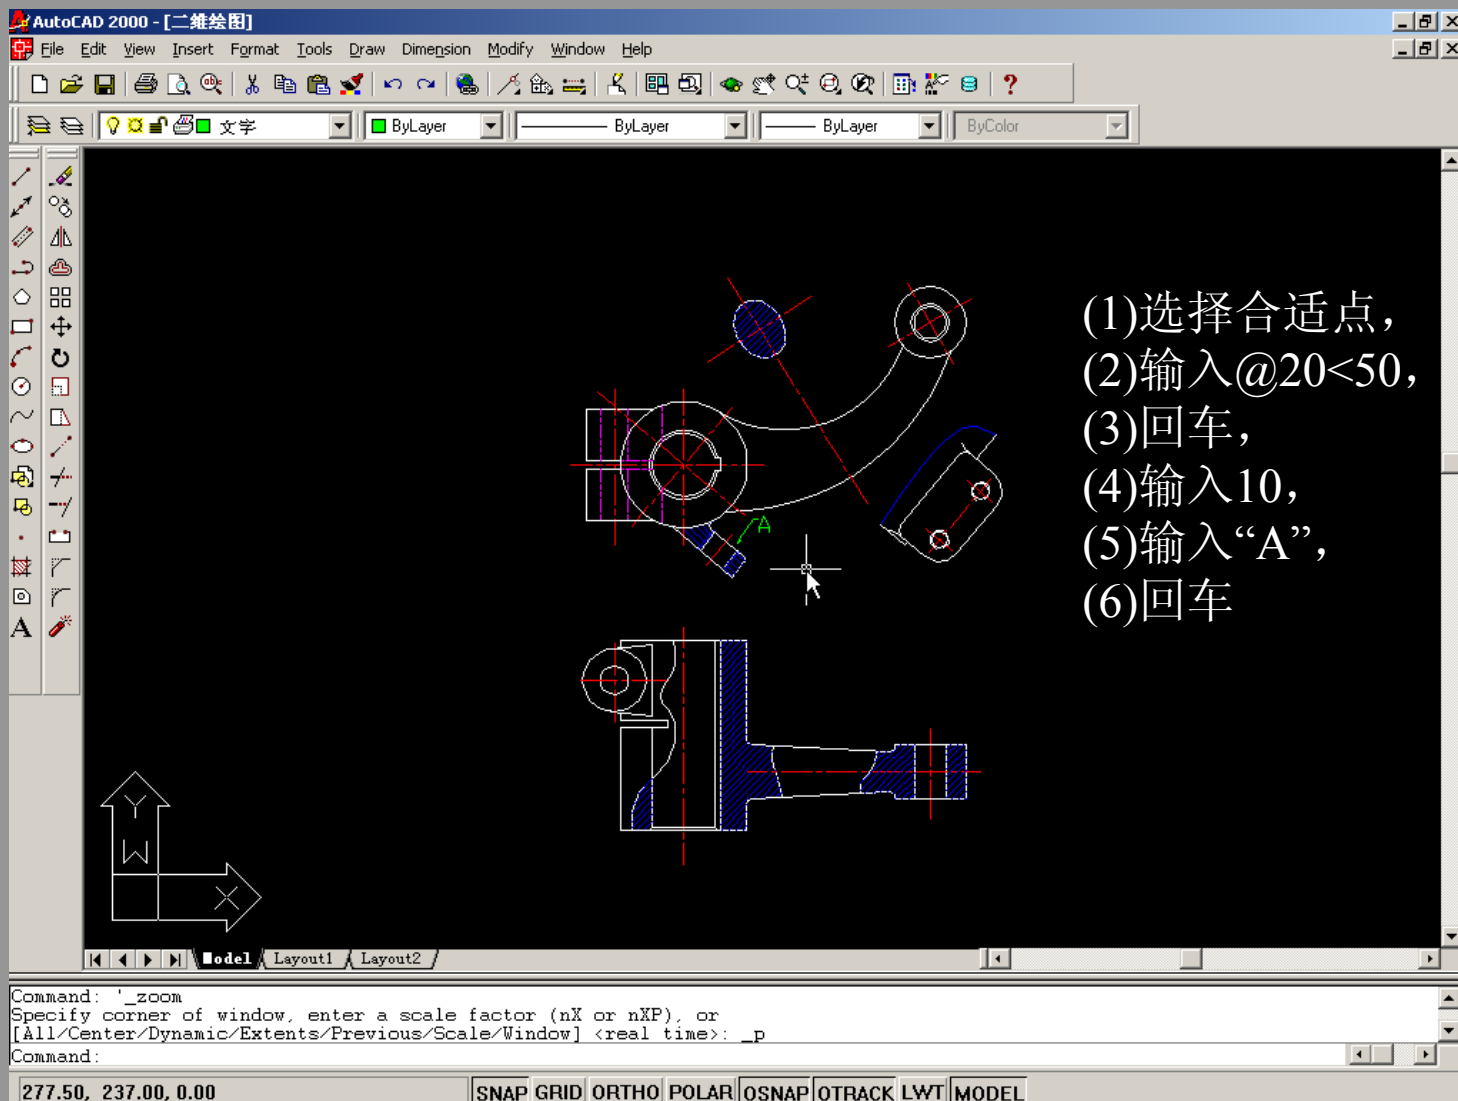 AutoCAD 2000 - [二维绘图]
File Edit View Insert Format Tools Draw Dimension Modify Window Help
文字 ByLayer ByLayer ByLayer ByColor
(1)选择合适点，
(2)输入@20<50，
(3)回车，
(4)输入10，
(5)输入“A”，
(6)回车
A
Y
W
X
A
Model Layout1 Layout2
Command: '_zoom
Specify corner of window, enter a scale factor (nX or nXP), or
[All/Center/Dynamic/Extents/Previous/Scale/Window] <real time>: _p
Command:
277.50, 237.00, 0.00 SNAP GRID ORTHO POLAR OSNAP OTRACK LWT MODEL